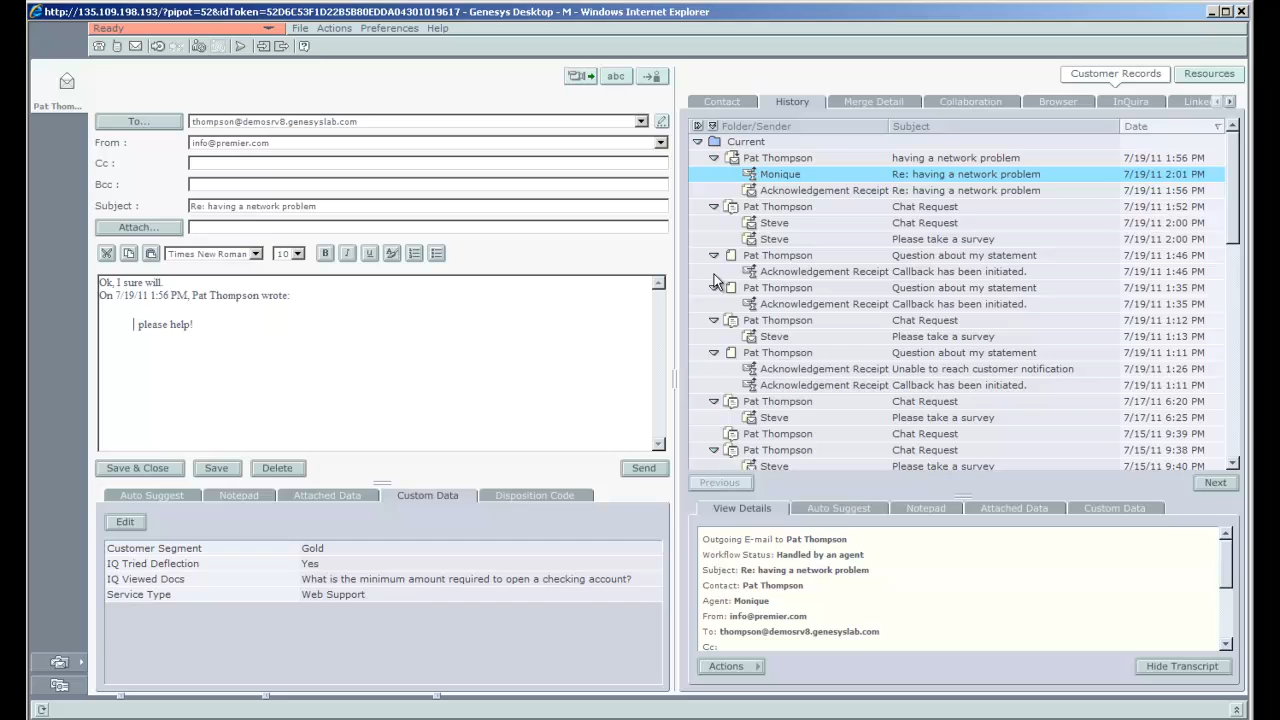 http://135.109.198.193/?pipot=52&idToken=52D6C53F1D22B5B80EDDA04301019617 - Genesys Desktop - M - Windows Internet Explorer
Ready File Actions Preferences Help
Customer Records Resources
abc
Pat Thom...
Contact History Merge Detail Collaboration Browser InQuira Linke
To... thompson@demosrv8.genesyslab.com
From : info@premier.com
Cc :
Bcc :
Subject : Re: having a network problem
Attach...
Times New Roman 10 B I U
Ok, I sure will.
On 7/19/11 1:56 PM, Pat Thompson wrote:
please help!
Save & Close Save Delete Send
Auto Suggest Notepad Attached Data Custom Data Disposition Code
Edit
Customer Segment Gold
IQ Tried Deflection Yes
IQ Viewed Docs What is the minimum amount required to open a checking account?
Service Type Web Support
Folder/Sender Subject Date
Current
Pat Thompson having a network problem 7/19/11 1:56 PM
Monique Re: having a network problem 7/19/11 2:01 PM
Acknowledgement Receipt Re: having a network problem 7/19/11 1:56 PM
Pat Thompson Chat Request 7/19/11 1:52 PM
Steve Chat Request 7/19/11 2:00 PM
Steve Please take a survey 7/19/11 2:00 PM
Pat Thompson Question about my statement 7/19/11 1:46 PM
Acknowledgement Receipt Callback has been initiated. 7/19/11 1:46 PM
Pat Thompson Question about my statement 7/19/11 1:35 PM
Acknowledgement Receipt Callback has been initiated. 7/19/11 1:35 PM
Pat Thompson Chat Request 7/19/11 1:12 PM
Steve Please take a survey 7/19/11 1:13 PM
Pat Thompson Question about my statement 7/19/11 1:11 PM
Acknowledgement Receipt Unable to reach customer notification 7/19/11 1:26 PM
Acknowledgement Receipt Callback has been initiated. 7/19/11 1:11 PM
Pat Thompson Chat Request 7/17/11 6:20 PM
Steve Please take a survey 7/17/11 6:25 PM
Pat Thompson Chat Request 7/15/11 9:39 PM
Pat Thompson Chat Request 7/15/11 9:38 PM
Steve Please take a survey 7/15/11 9:40 PM
Previous Next
View Details Auto Suggest Notepad Attached Data Custom Data
Outgoing E-mail to Pat Thompson
Workflow Status: Handled by an agent
Subject: Re: having a network problem
Contact: Pat Thompson
Agent: Monique
From: info@premier.com
To: thompson@demosrv8.genesyslab.com
Cc:
Actions Hide Transcript